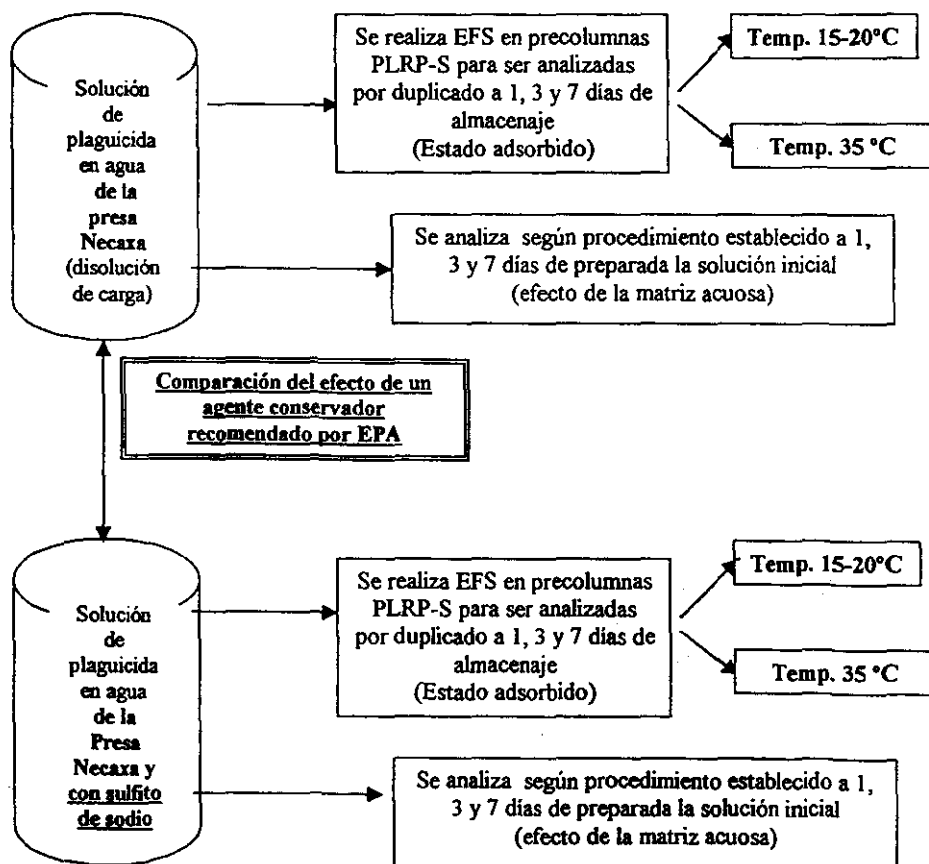 Solución
de
plaguicida
en agua
de la
presa
Necaxa
(disolución
de carga)
Se realiza EFS en precolumnas
PLRP-S para ser analizadas
por duplicado a 1, 3 y 7 días de
almacenaje
(Estado adsorbido)
Temp. 15-20ºC
Temp. 35 ºC
Se analiza según procedimiento establecido a 1,
3 y 7 días de preparada la solución inicial
(efecto de la matriz acuosa)
Comparación del efecto de un
agente conservador
recomendado por EPA
Solución
de
plaguicida
en agua
de la
Presa
Necaxa y
con sulfito
de sodio
Se realiza EFS en precolumnas
PLRP-S para ser analizadas
por duplicado a 1, 3 y 7 días de
almacenaje
(Estado adsorbido)
Temp. 15-20ºC
Temp. 35 ºC
Se analiza según procedimiento establecido a 1,
3 y 7 días de preparada la solución inicial
(efecto de la matriz acuosa)